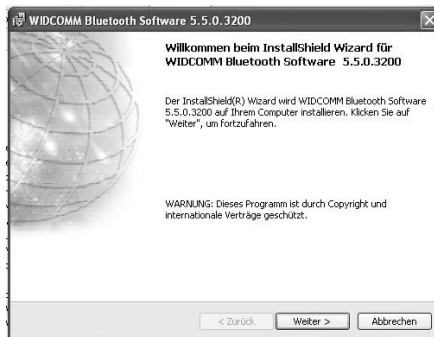 WIDCOMM Bluetooth Software 5.5.0.3200
Willkommen beim InstallShield Wizard für
WIDCOMM Bluetooth Software 5.5.0.3200
Der InstallShield(R) Wizard wird WIDCOMM Bluetooth Software
5.5.0.3200 auf Ihrem Computer installieren. Klicken Sie auf
"Weiter", um fortzufahren.
WARNUNG: Dieses Programm ist durch Copyright und
internationale Verträge geschützt.
< Zurück Weiter > Abbrechen